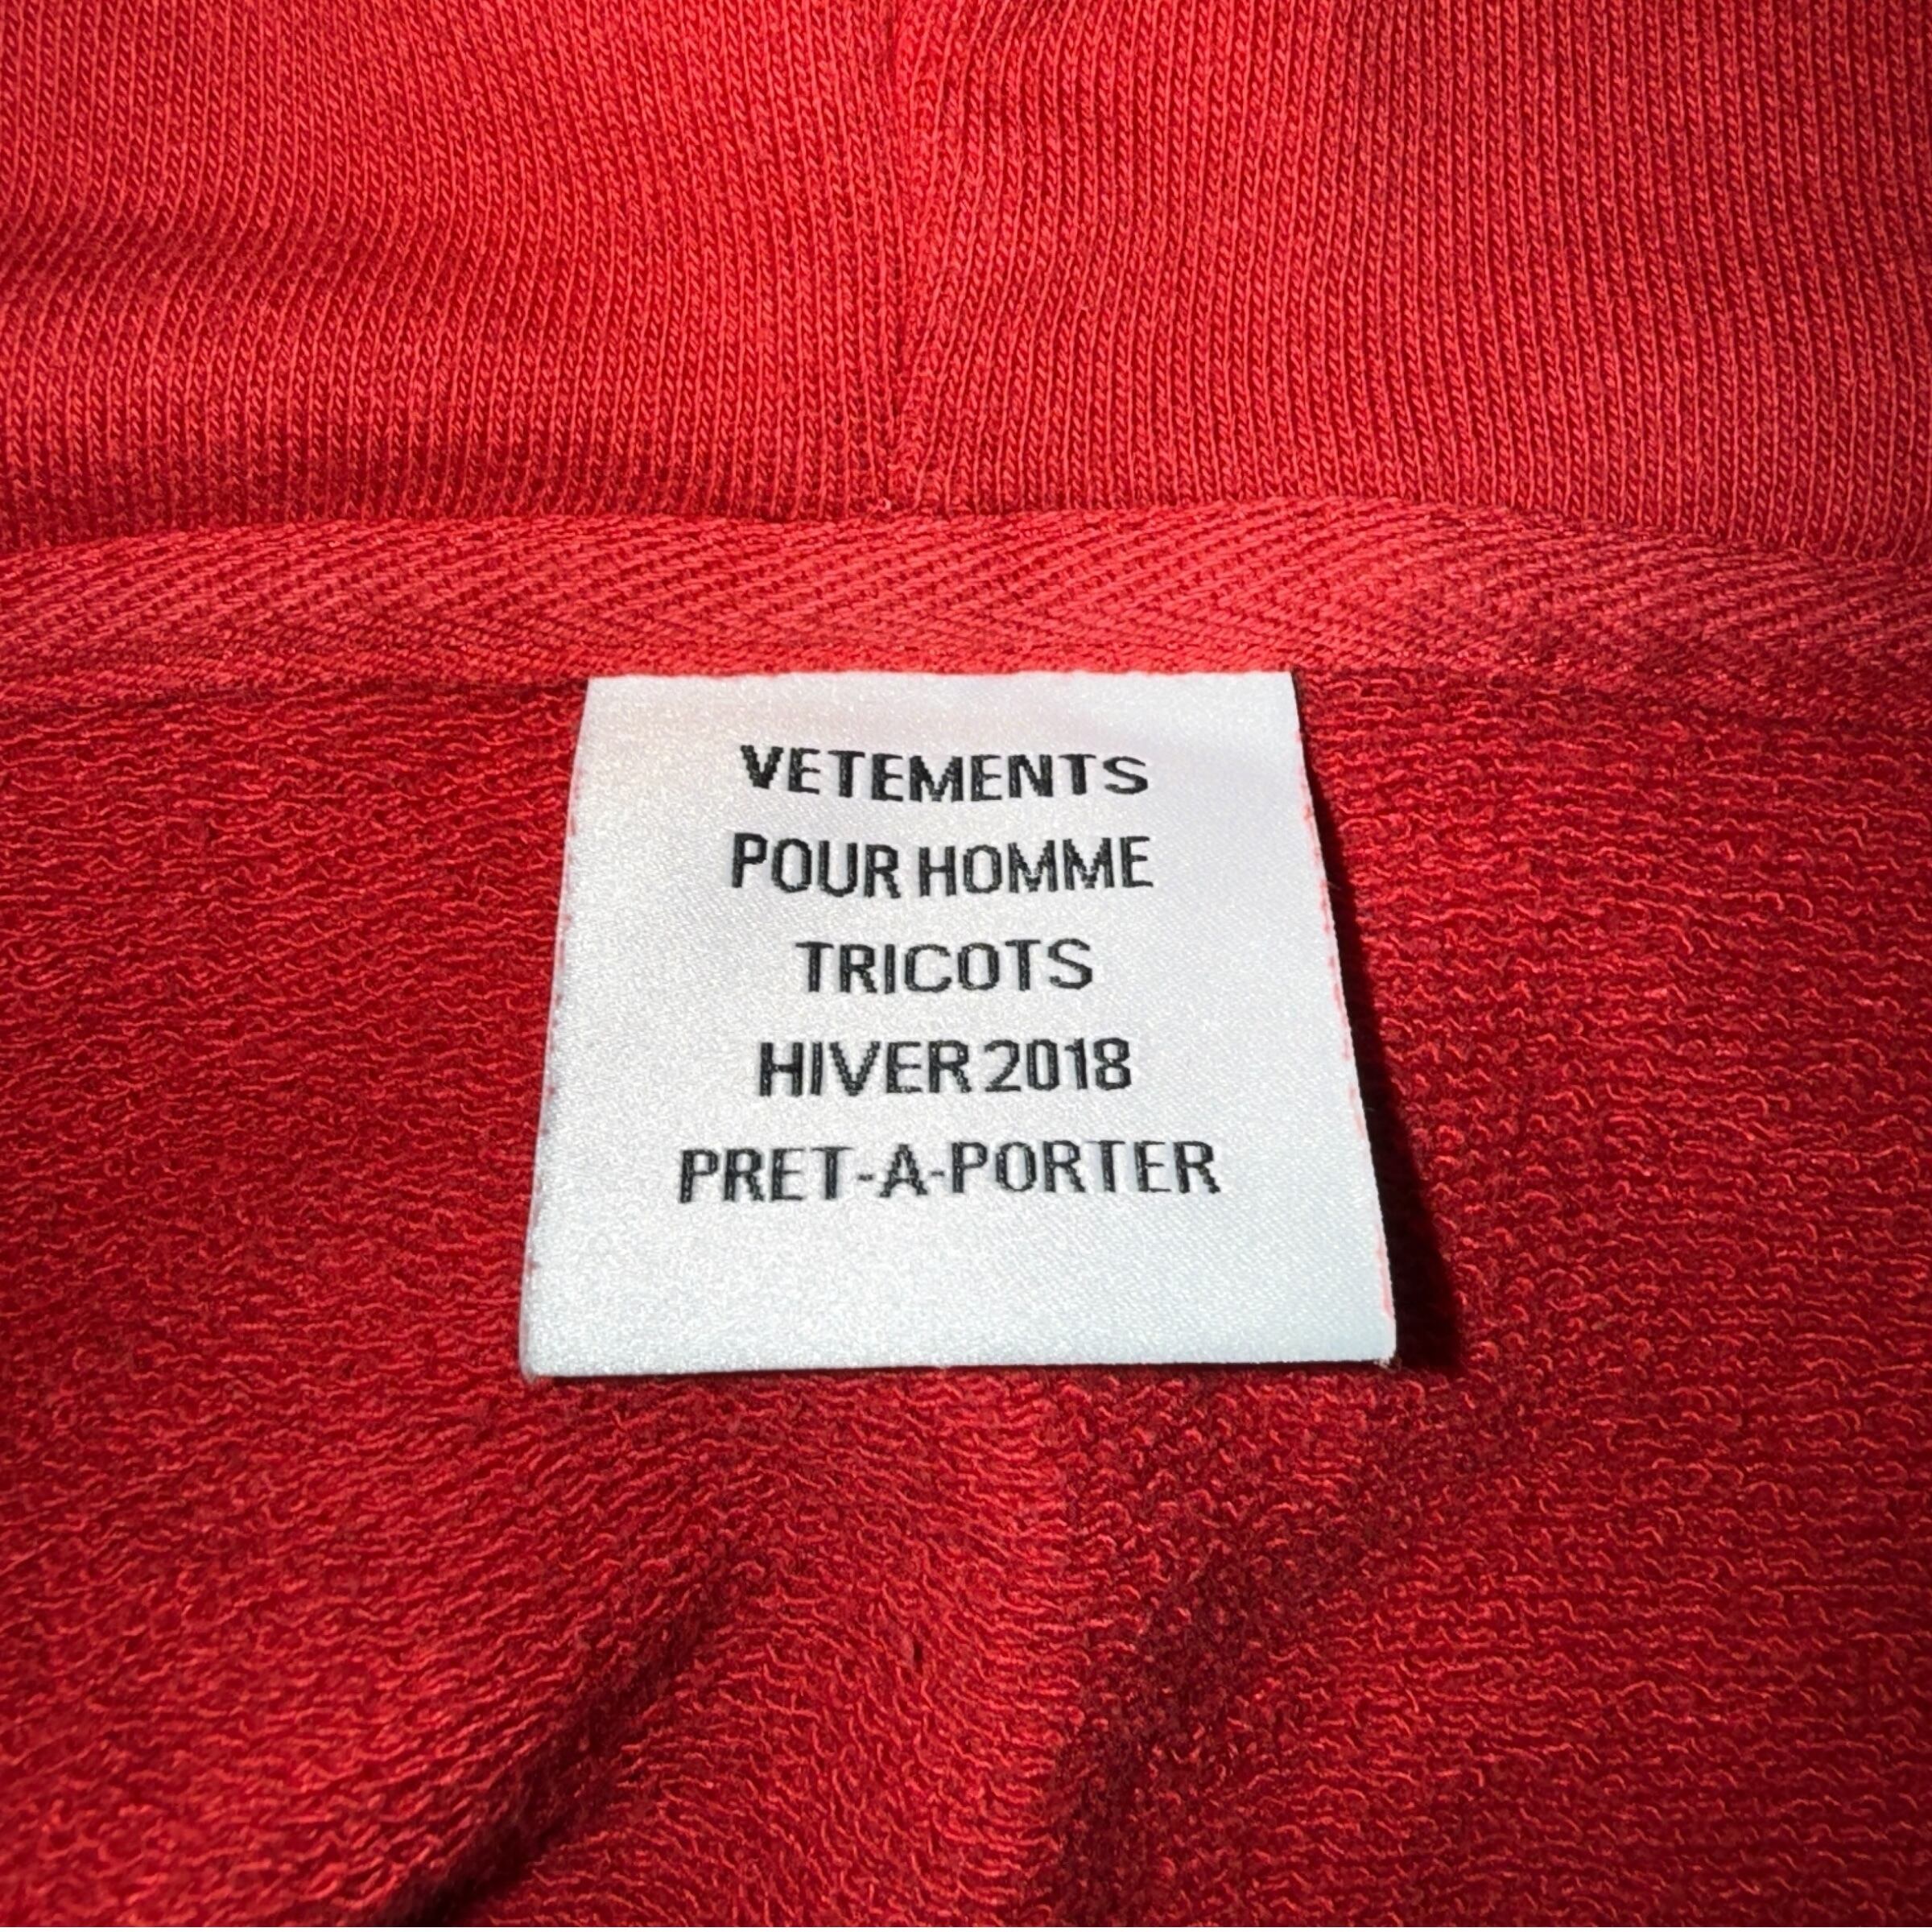 VETEMENTS
POUR HOMME
TRICOTS
HIVER 2018
PRET-A-PORTER